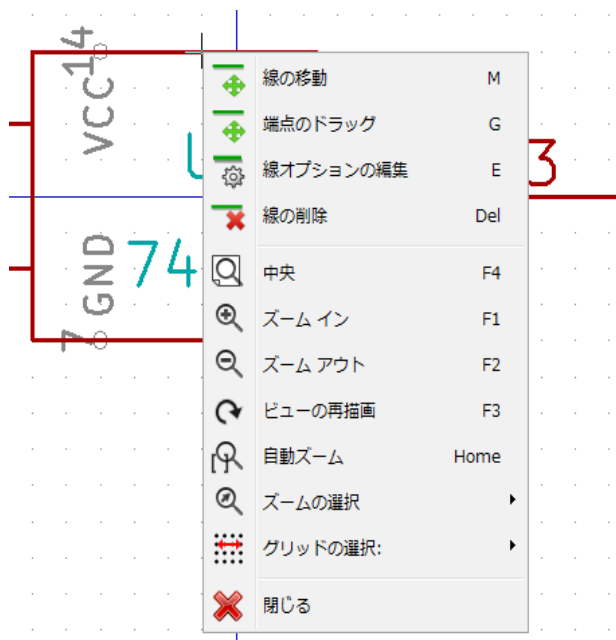 14
VCC
U
3
GND
74
7
線の移動 M
端点のドラッグ G
線オプションの編集 E
線の削除 Del
中央 F4
ズーム イン F1
ズーム アウト F2
ビューの再描画 F3
自動ズーム Home
ズームの選択
グリッドの選択:
閉じる